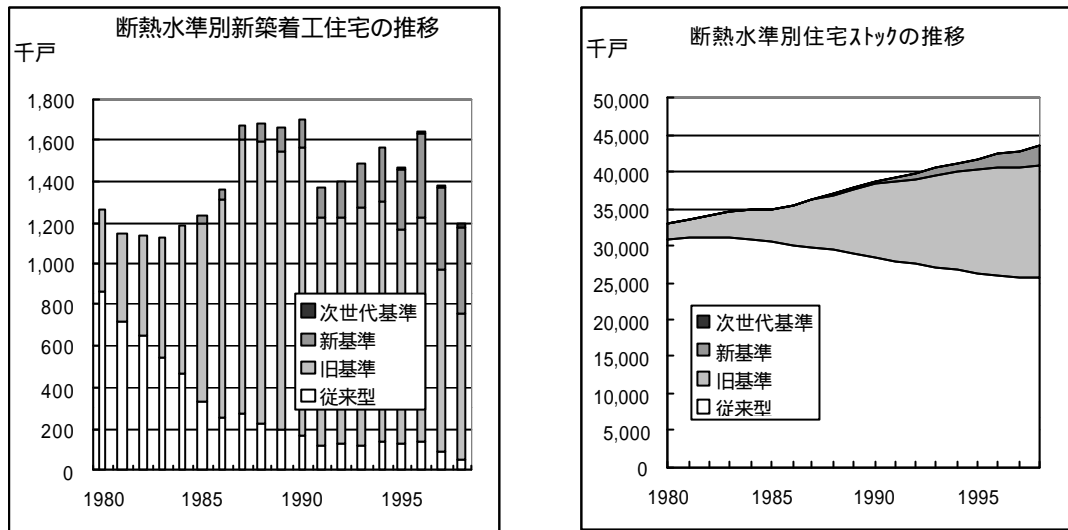 断熱水準別新築着工住宅の推移
千戸
1,800
1,600
1,400
1,200
1,000
800
600
400
200
0
1980
1985
1990
1995
次世代基準
新基準
旧基準
従来型
断熱水準別住宅ｽﾄｯｸの推移
千戸
50,000
45,000
40,000
35,000
30,000
25,000
20,000
15,000
10,000
5,000
0
1980
1985
1990
1995
次世代基準
新基準
旧基準
従来型